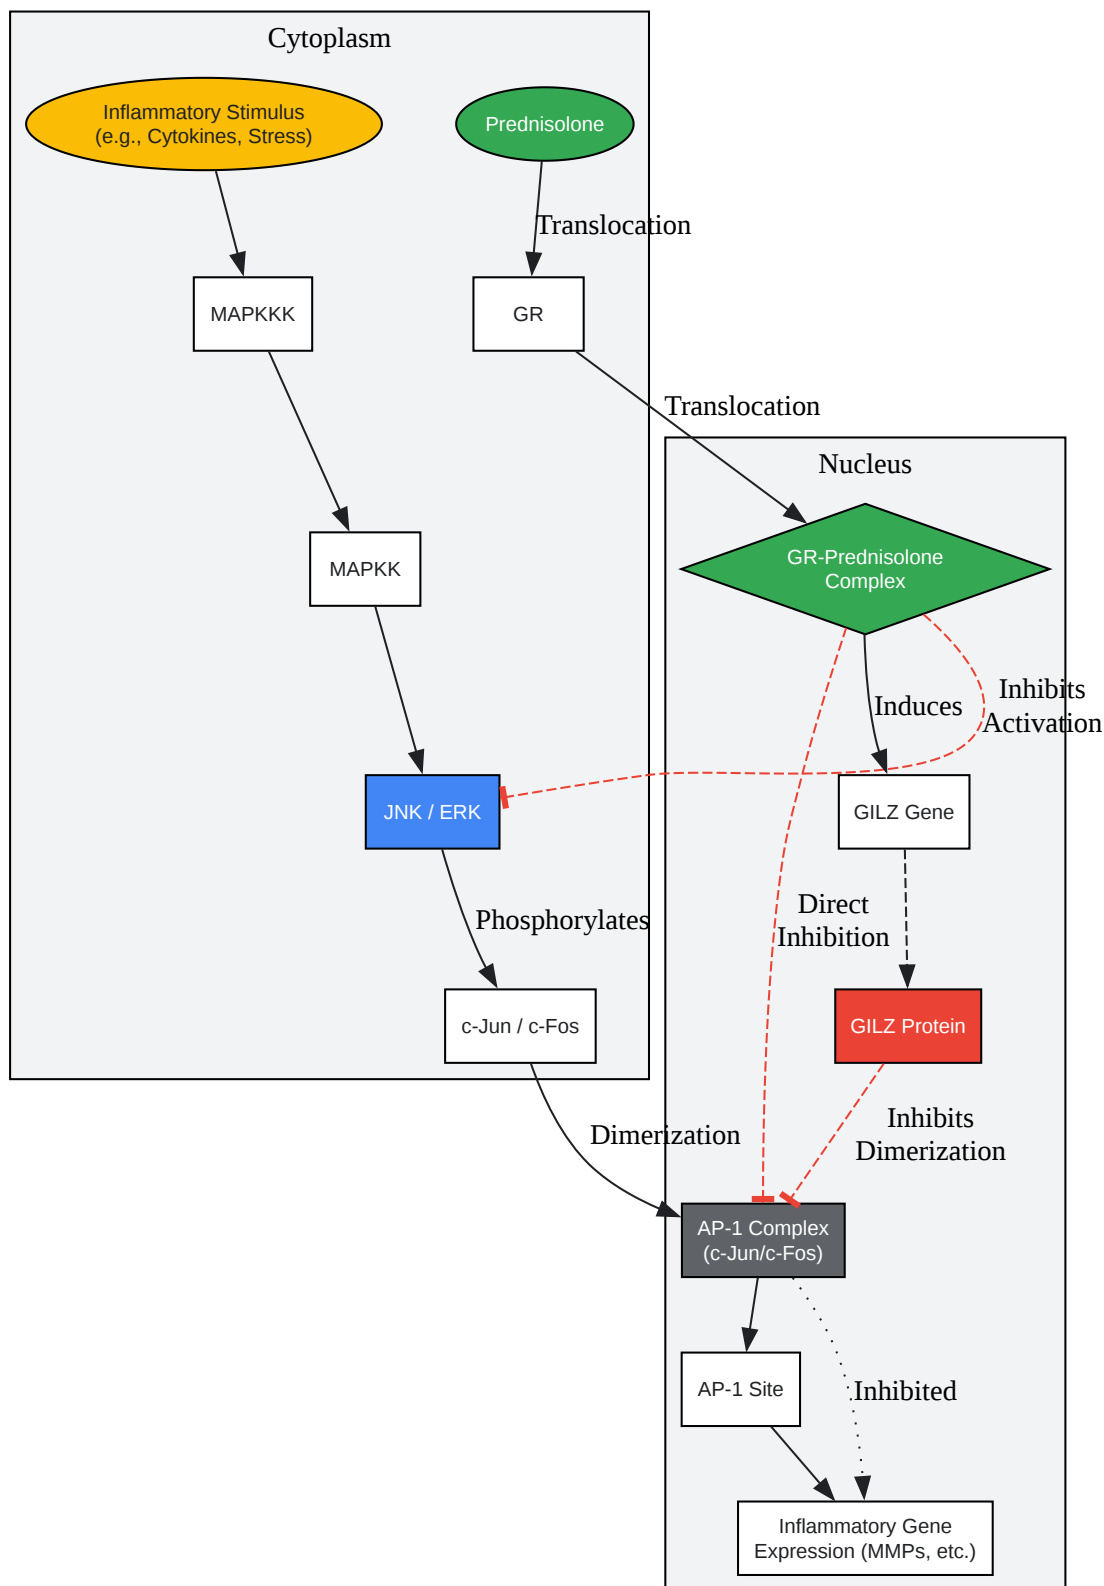 Cytoplasm
Inflammatory Stimulus
(e.g., Cytokines, Stress)
Prednisolone
Translocation
MAPKKK
GR
Translocation
Nucleus
MAPKK
GR-Prednisolone
Complex
Induces
Inhibits
Activation
JNK / ERK
GILZ Gene
Phosphorylates
Direct
Inhibition
c-Jun / c-Fos
GILZ Protein
Dimerization
Inhibits
Dimerization
AP-1 Complex
(c-Jun/c-Fos)
AP-1 Site
Inhibited
Inflammatory Gene
Expression (MMPs, etc.)